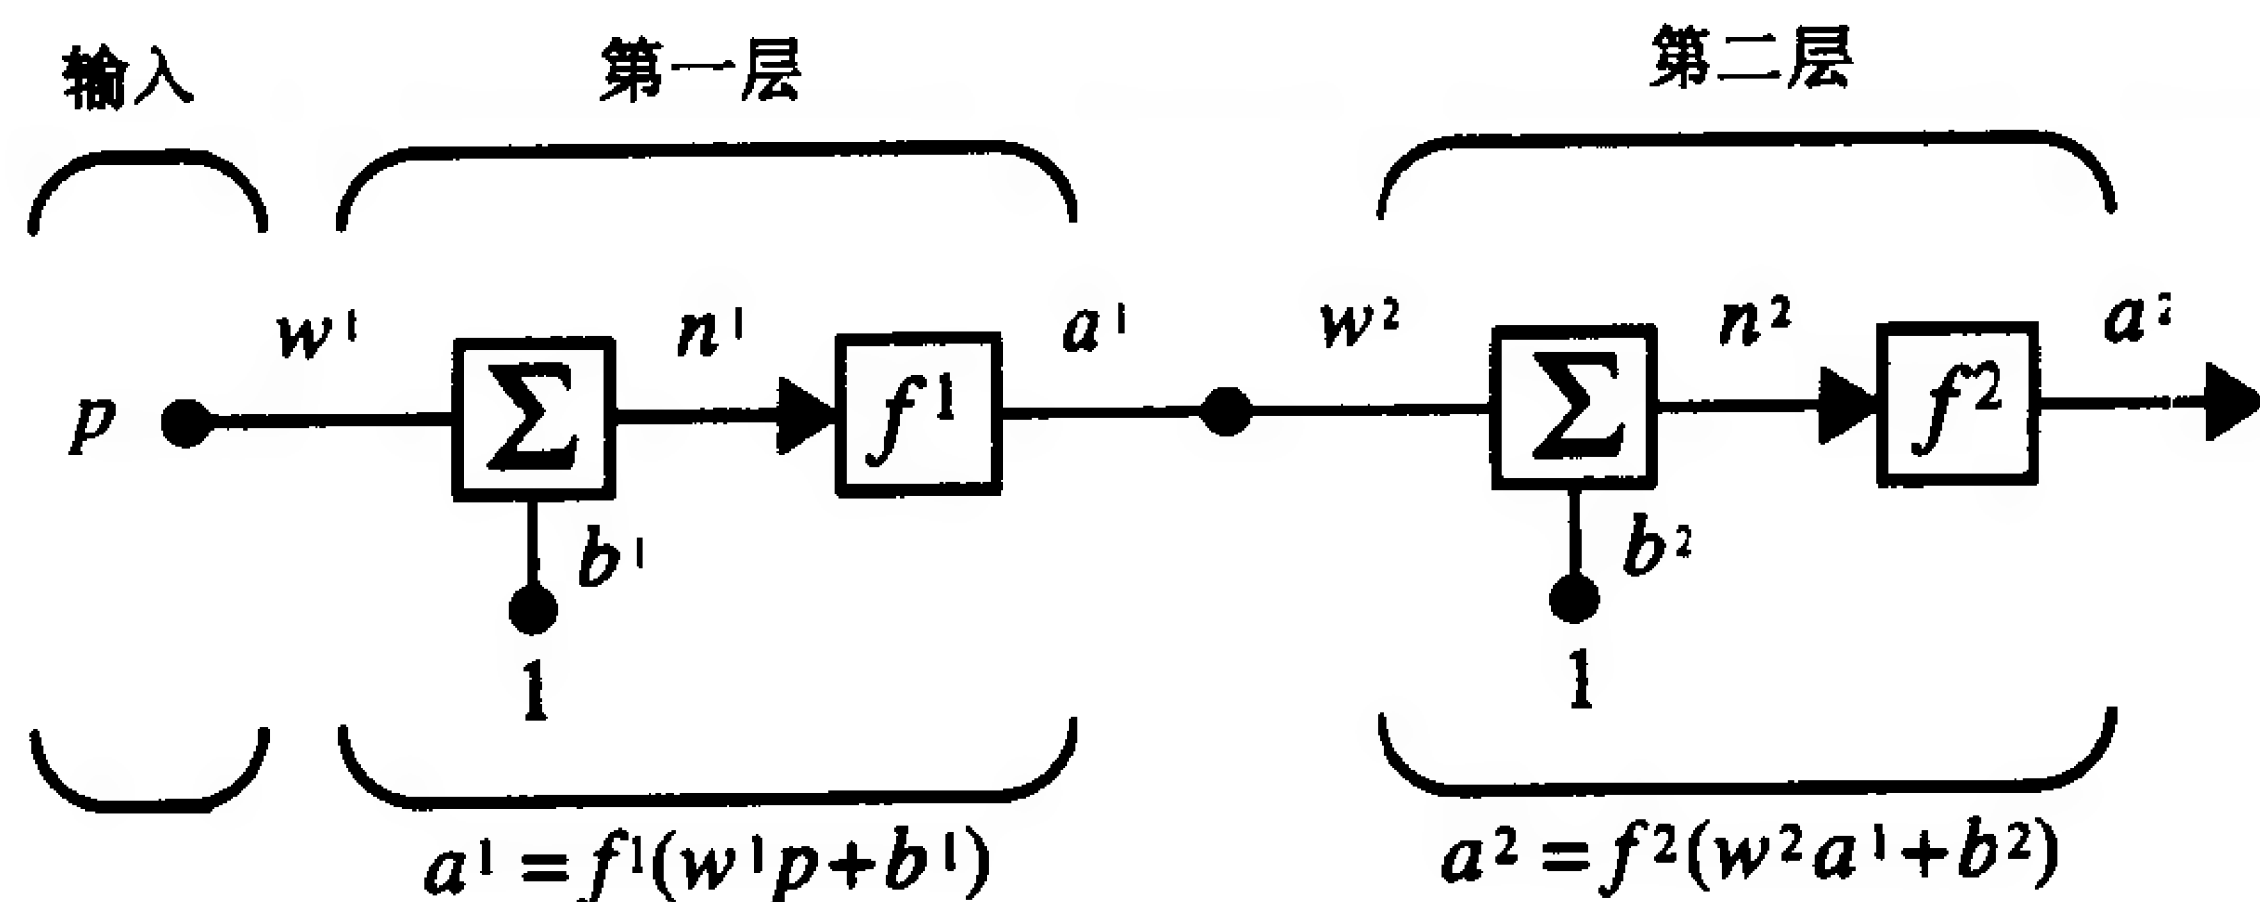 输入 第一层 第二层
w¹ n¹ a¹ w² n² a²
p Σ f¹ Σ f²
b¹ b²
1 1
a¹=f¹(w¹p+b¹) a²=f²(w²a¹+b²)